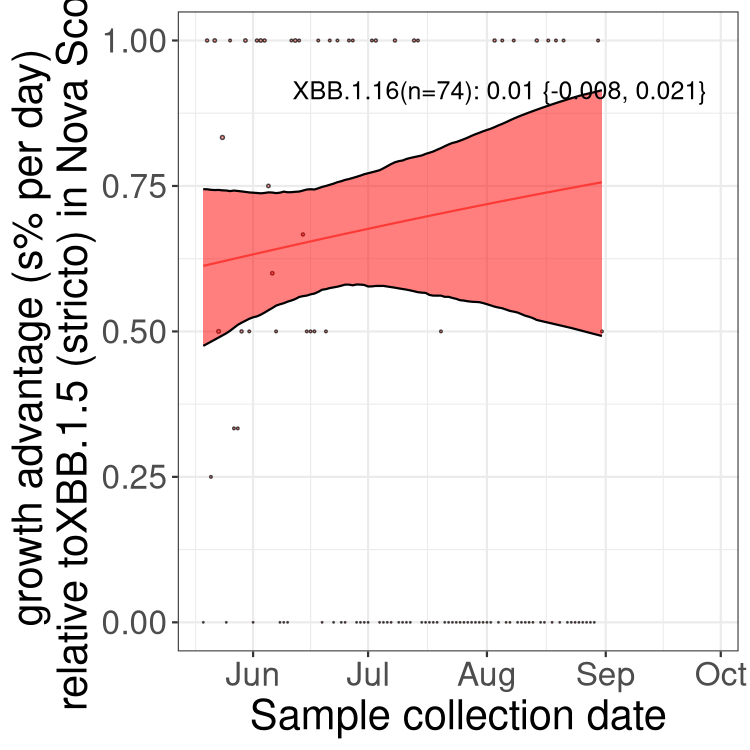 growth advantage (s% per day)
relative toXBB.1.5 (stricto) in Nova Sco
1.00
0.75
0.50
0.25
0.00
XBB.1.16(n=74): 0.01 {-0.008, 0.021}
Jun Jul Aug Sep Oct
Sample collection date